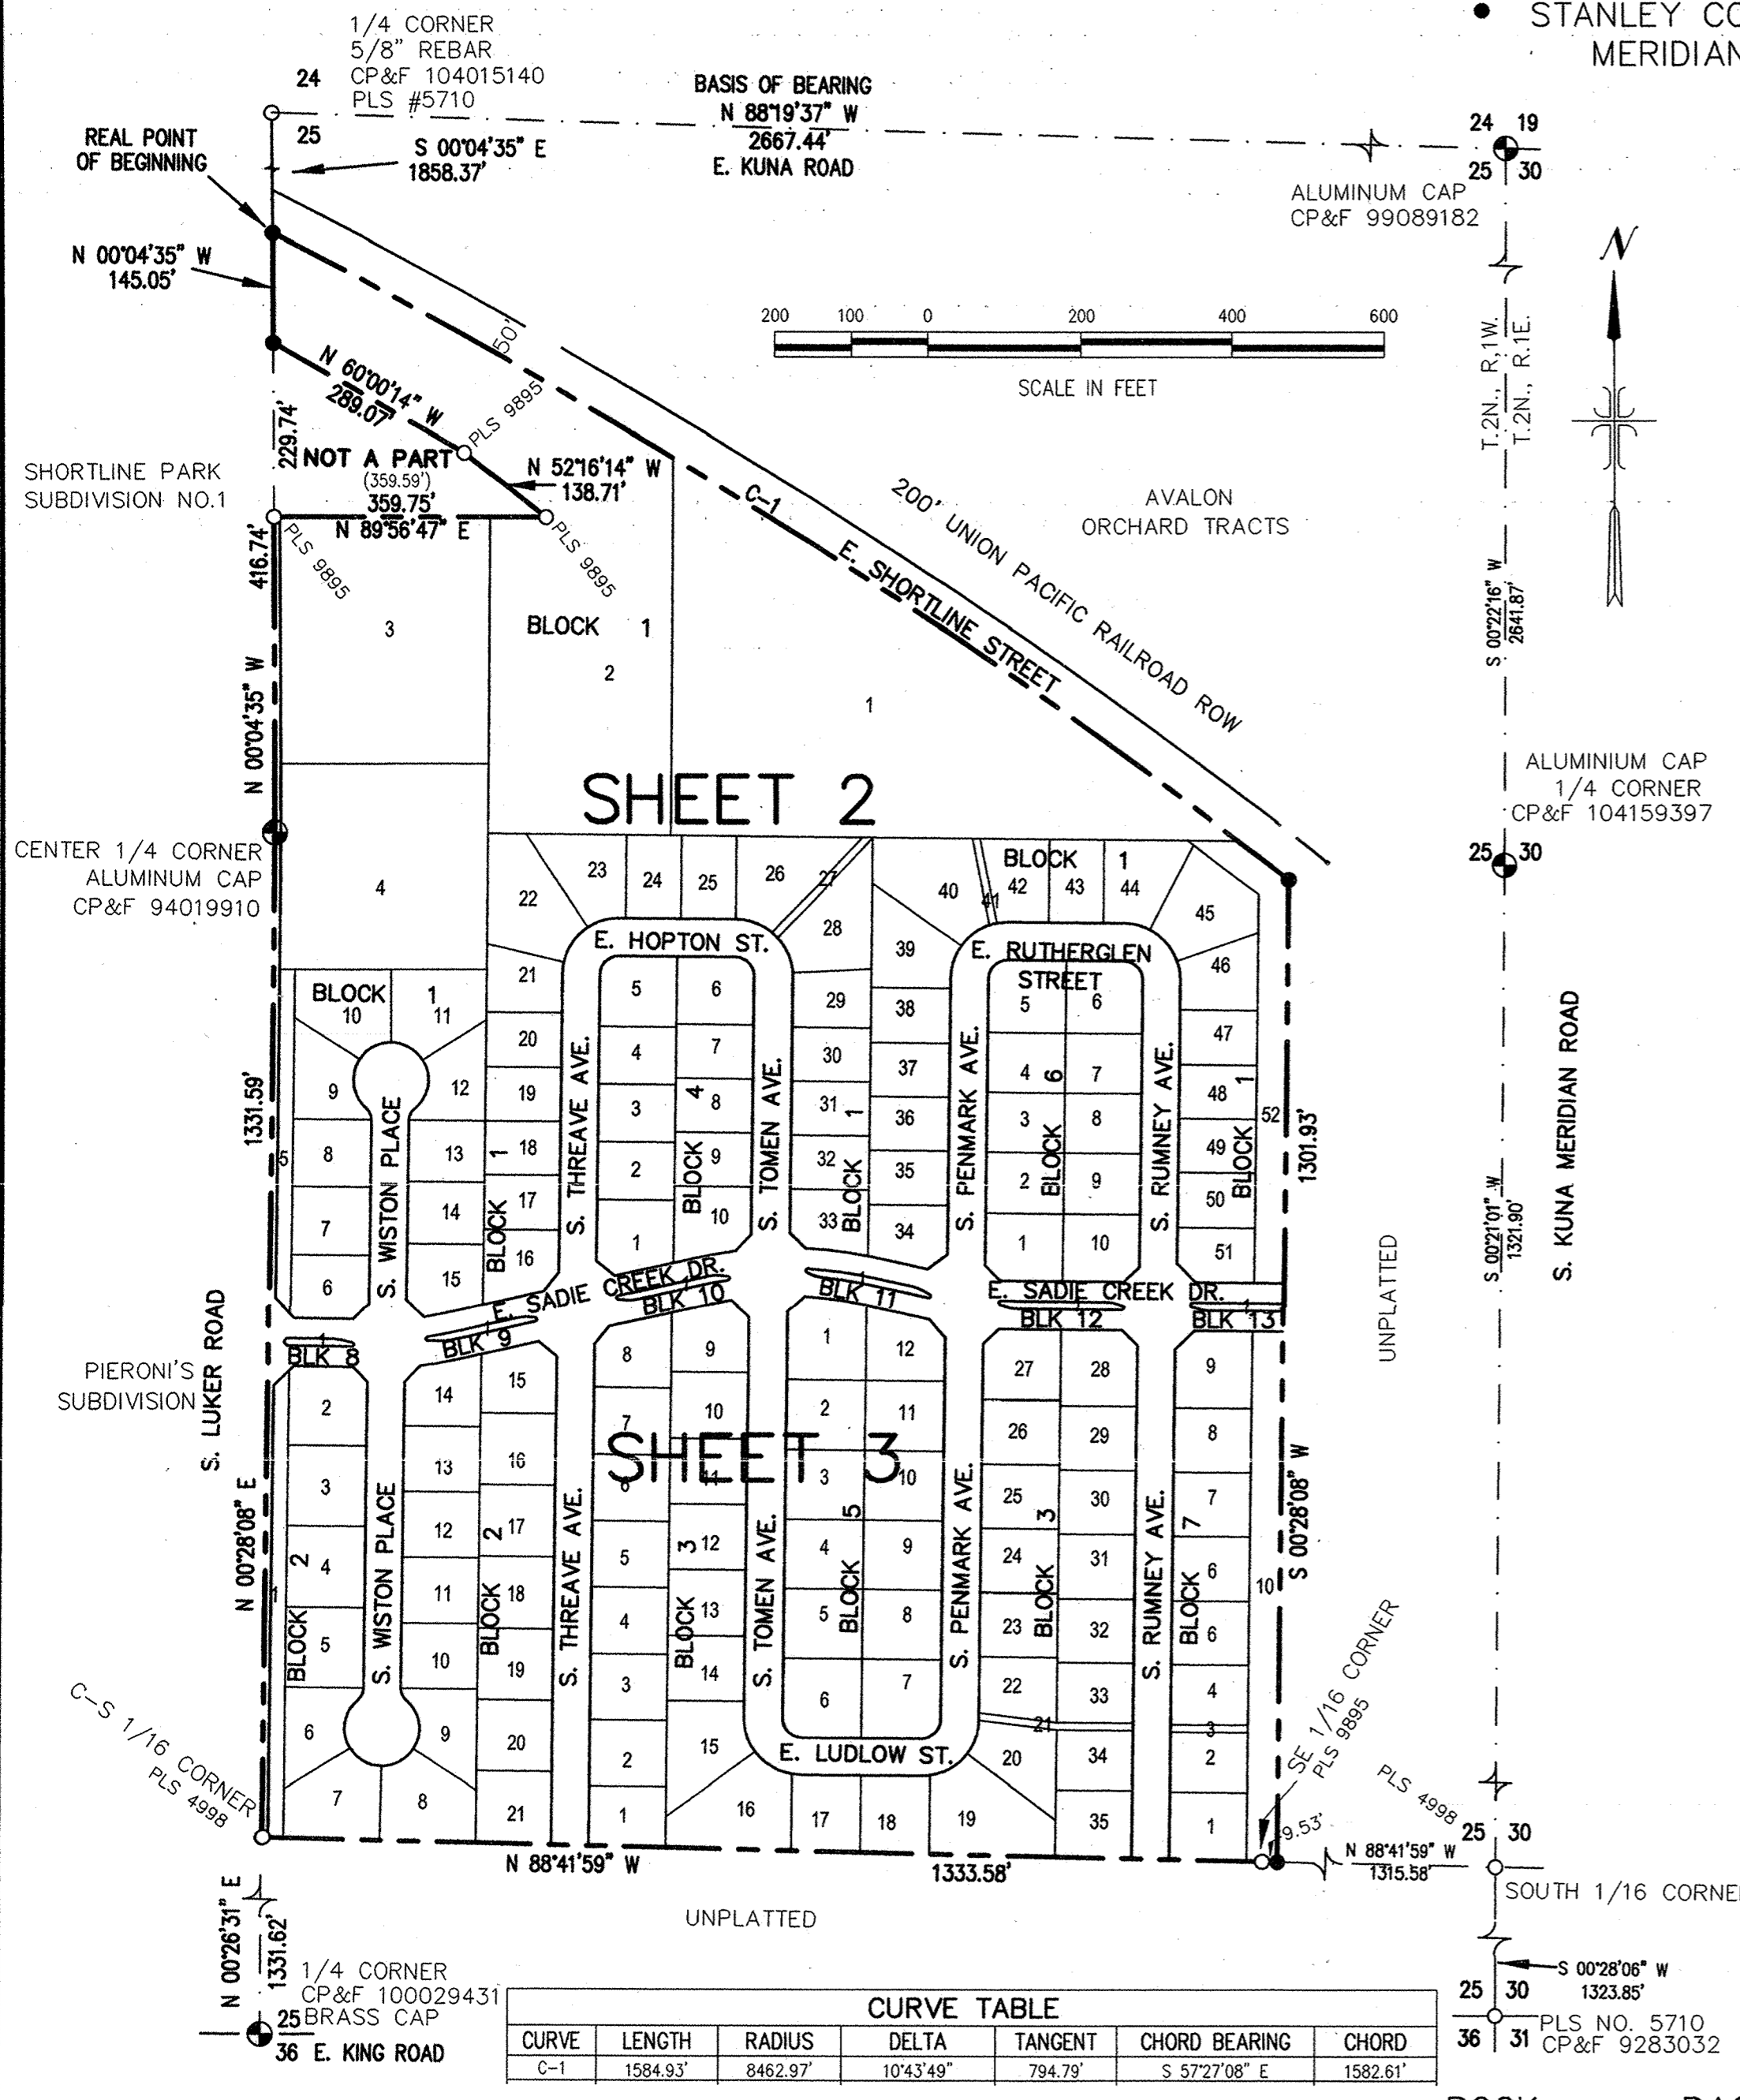 STANLEY CO
MERIDIAN
1/4 CORNER
5/8" REBAR
CP&F 104015140
PLS #5710
24
25
BASIS OF BEARING
N 88°19'37" W
2667.44'
E. KUNA ROAD
REAL POINT
OF BEGINNING
S 00°04'35" E
1858.37'
24 19
25 30
ALUMINUM CAP
CP&F 99089182
N
N 00°04'35" W
145.05'
200 100 0 200 400 600
SCALE IN FEET
T.2N., R,1W.
T.2N., R.1E.
50'
N 60°00'14" W
289.07'
PLS 9895
229.74'
NOT A PART
(359.59')
359.75'
N 89°56'47" E
N 52°16'14" W
138.71'
SHORTLINE PARK
SUBDIVISION NO.1
PLS 9895
PLS 9895
C-1
E. SHORTLINE STREET
200' UNION PACIFIC RAILROAD ROW
AVALON
ORCHARD TRACTS
416.74'
N 00°04'35" W
S 00°22'16" W
2641.87'
3
BLOCK 1
2
1
SHEET 2
ALUMINIUM CAP
1/4 CORNER
CP&F 104159397
25 30
CENTER 1/4 CORNER
ALUMINUM CAP
CP&F 94019910
4
22
23
24
25
26
27
28
40
41
BLOCK 1
42
43
44
45
E. HOPTON ST.
E. RUTHERGLEN
STREET
39
46
21
5
6
29
38
5
6
47
BLOCK 1
10
11
20
4
7
30
37
4
7
48
9
12
19
3
8
31
36
3
8
49
52
8
13
18
2
9
32
35
2
9
50
7
14
17
1
10
33
34
1
10
51
6
15
16
5
S. WISTON PLACE
BLOCK 1
S. THREAVE AVE.
BLOCK 4
S. TOMEN AVE.
BLOCK 1
S. PENMARK AVE.
BLOCK 6
S. RUMNEY AVE.
BLOCK 1
1331.59'
1301.93'
S 00°21'01" W
1321.90'
S. KUNA MERIDIAN ROAD
UNPLATTED
E. SADIE CREEK DR.
E. SADIE CREEK DR.
1
BLK 8
1
BLK 9
1
BLK 10
1
BLK 11
1
BLK 12
1
BLK 13
PIERONI'S
SUBDIVISION
S. LUKER ROAD
N 00°28'08" E
SHEET 3
2
14
15
8
9
1
12
27
28
9
3
13
16
7
10
2
11
26
29
8
4
12
17
6
11
3
10
25
30
7
5
11
18
5
12
4
9
24
31
6
6
10
19
4
13
5
8
23
32
6
7
9
20
3
14
6
7
22
33
4
8
21
2
15
21
3
1
16
17
18
19
20
34
35
2
1
1
10
BLOCK 2
S. WISTON PLACE
BLOCK 2
S. THREAVE AVE.
BLOCK 3
S. TOMEN AVE.
BLOCK 5
S. PENMARK AVE.
BLOCK 3
S. RUMNEY AVE.
BLOCK 7
S 00°28'08" W
E. LUDLOW ST.
C-S 1/16 CORNER
PLS 4998
SE 1/16 CORNER
PLS 9895
9.53'
PLS 4998
25 30
N 88°41'59" W
1333.58'
N 88°41'59" W
1315.58'
SOUTH 1/16 CORNE
UNPLATTED
N 00°26'31" E
1331.62'
1/4 CORNER
CP&F 100029431
BRASS CAP
25
36
E. KING ROAD
S 00°28'06" W
1323.85'
25 30
36 31
PLS NO. 5710
CP&F 9283032
CURVE TABLE
CURVE LENGTH RADIUS DELTA TANGENT CHORD BEARING CHORD
C-1 1584.93' 8462.97' 10°43'49" 794.79' S 57°27'08" E 1582.61'